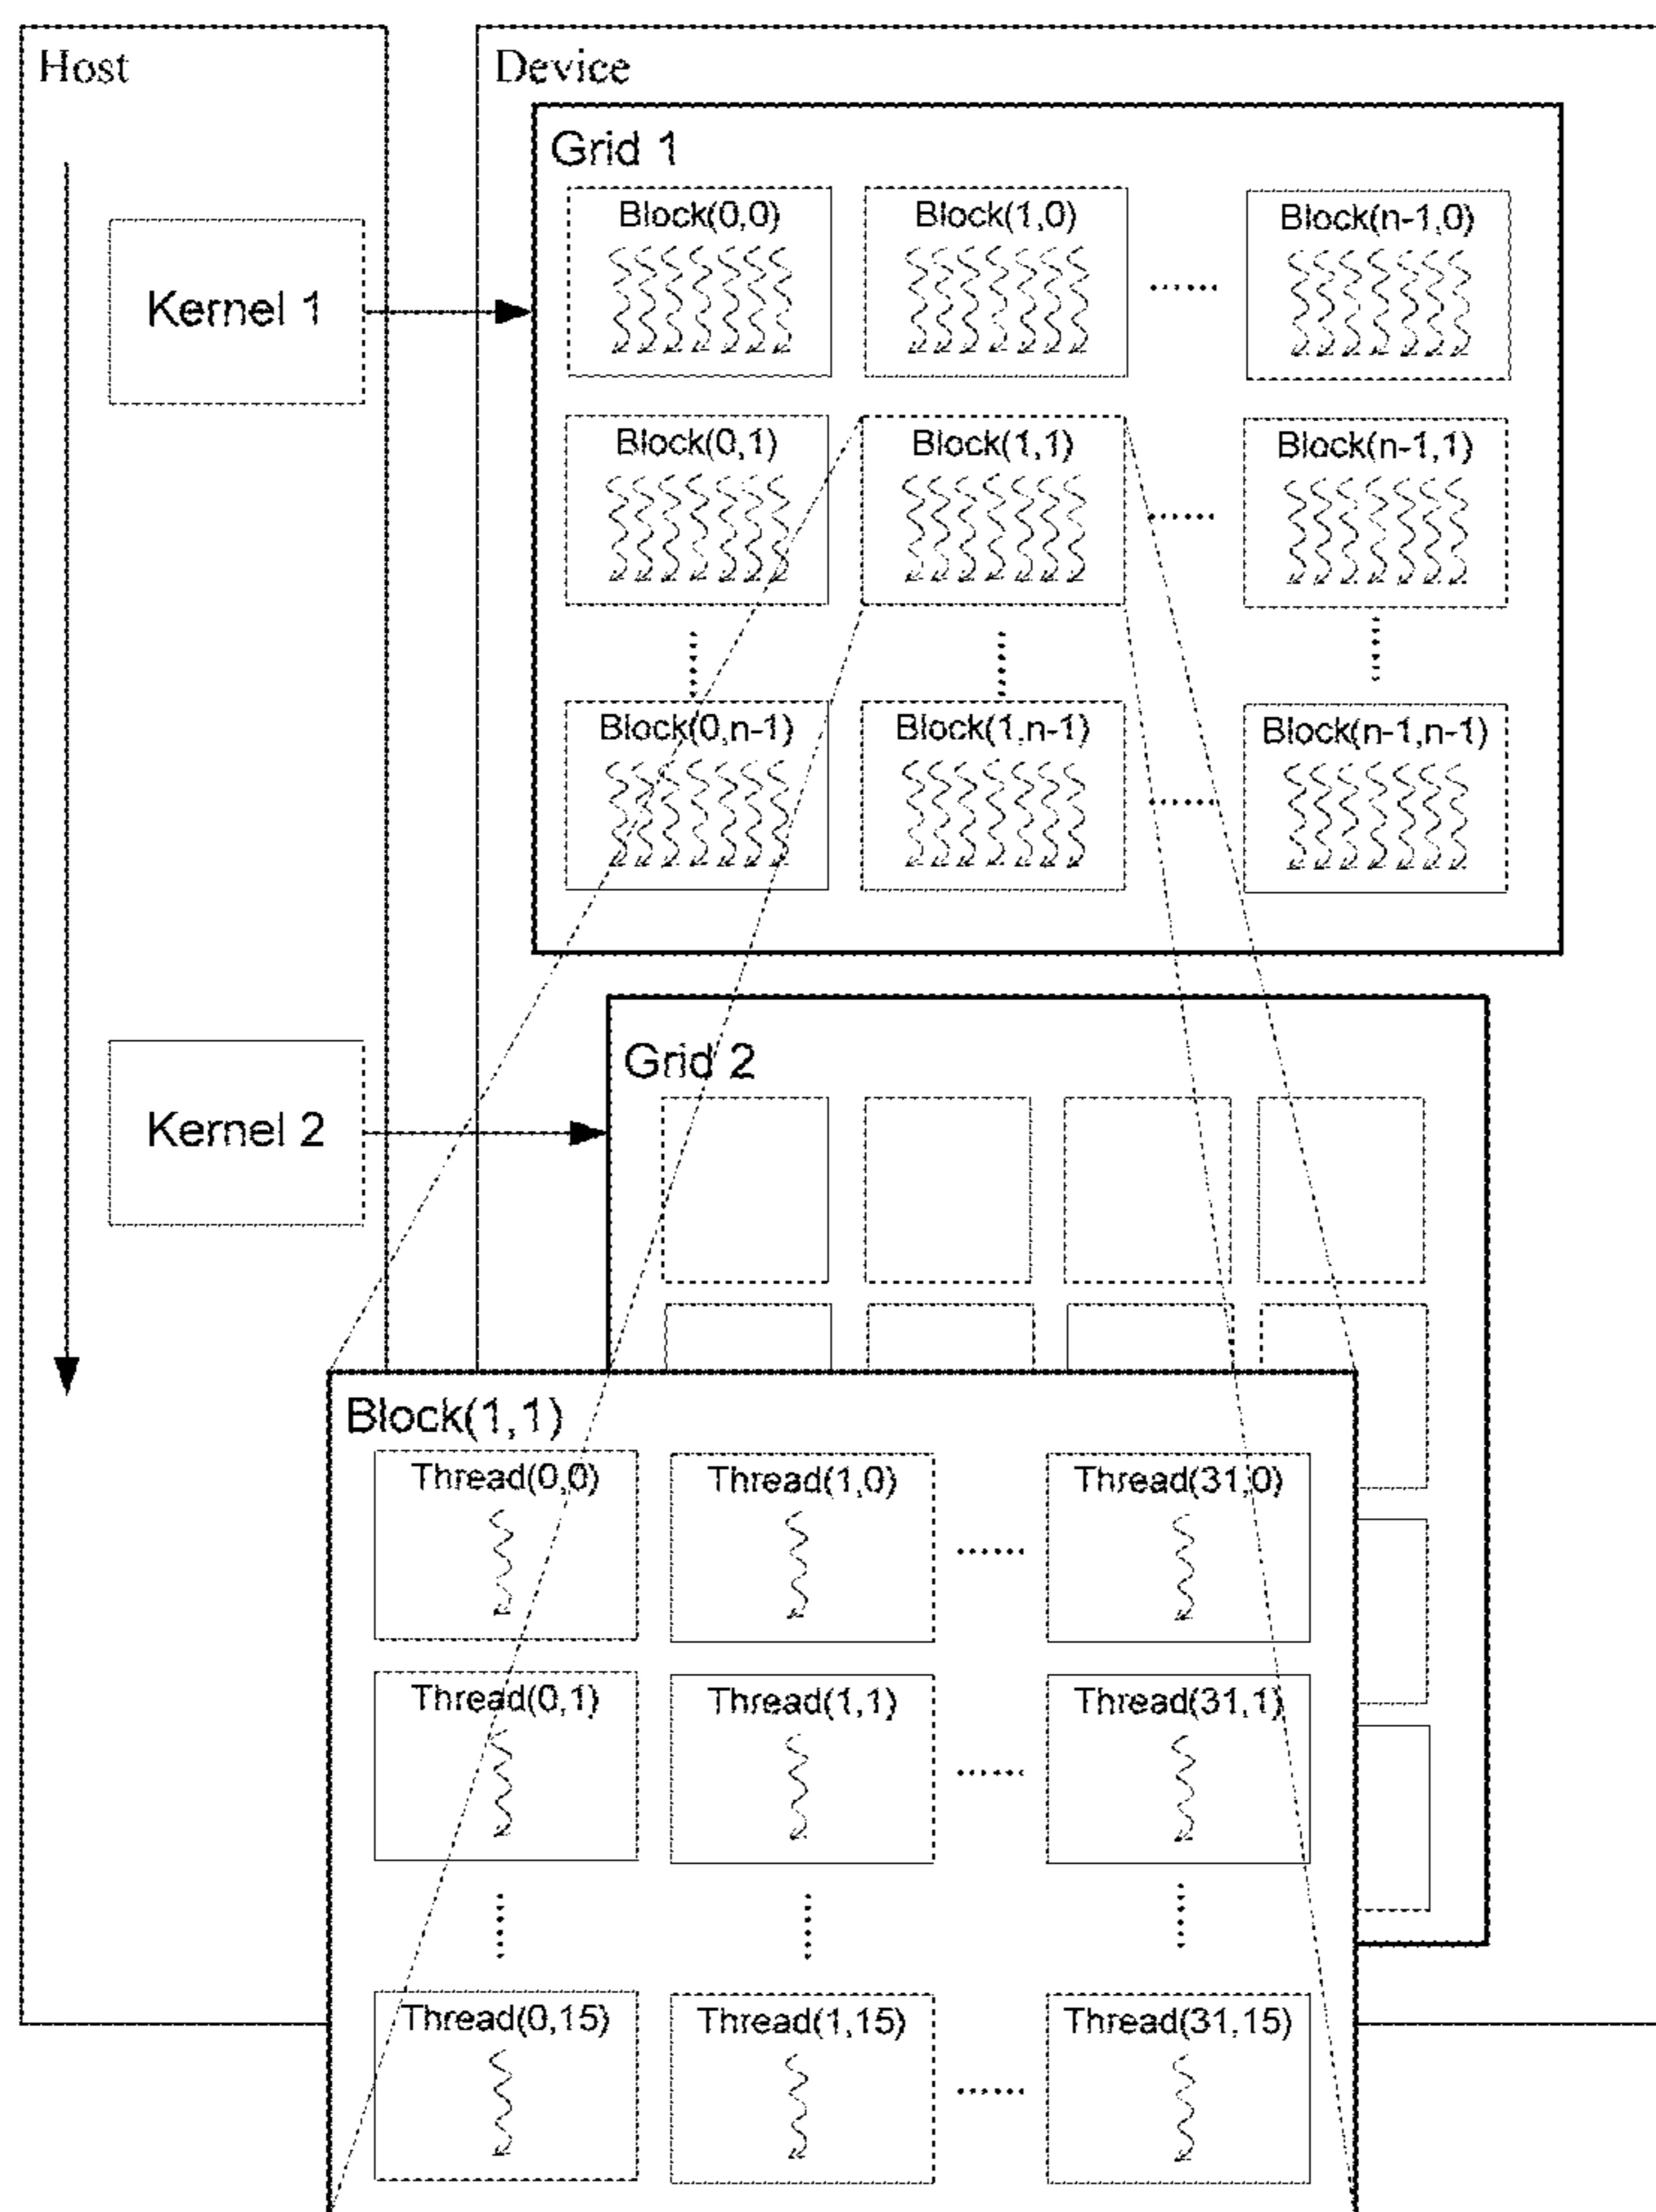 Host
Device
Grid 1
Block(0,0) Block(1,0) Block(n-1,0)
Kernel 1
Block(0,1) Block(1,1) Block(n-1,1)
Block(0,n-1) Block(1,n-1) Block(n-1,n-1)
Grid 2
Kernel 2
Block(1,1)
Thread(0,0) Thread(1,0) Thread(31,0)
Thread(0,1) Thread(1,1) Thread(31,1)
Thread(0,15) Thread(1,15) Thread(31,15)